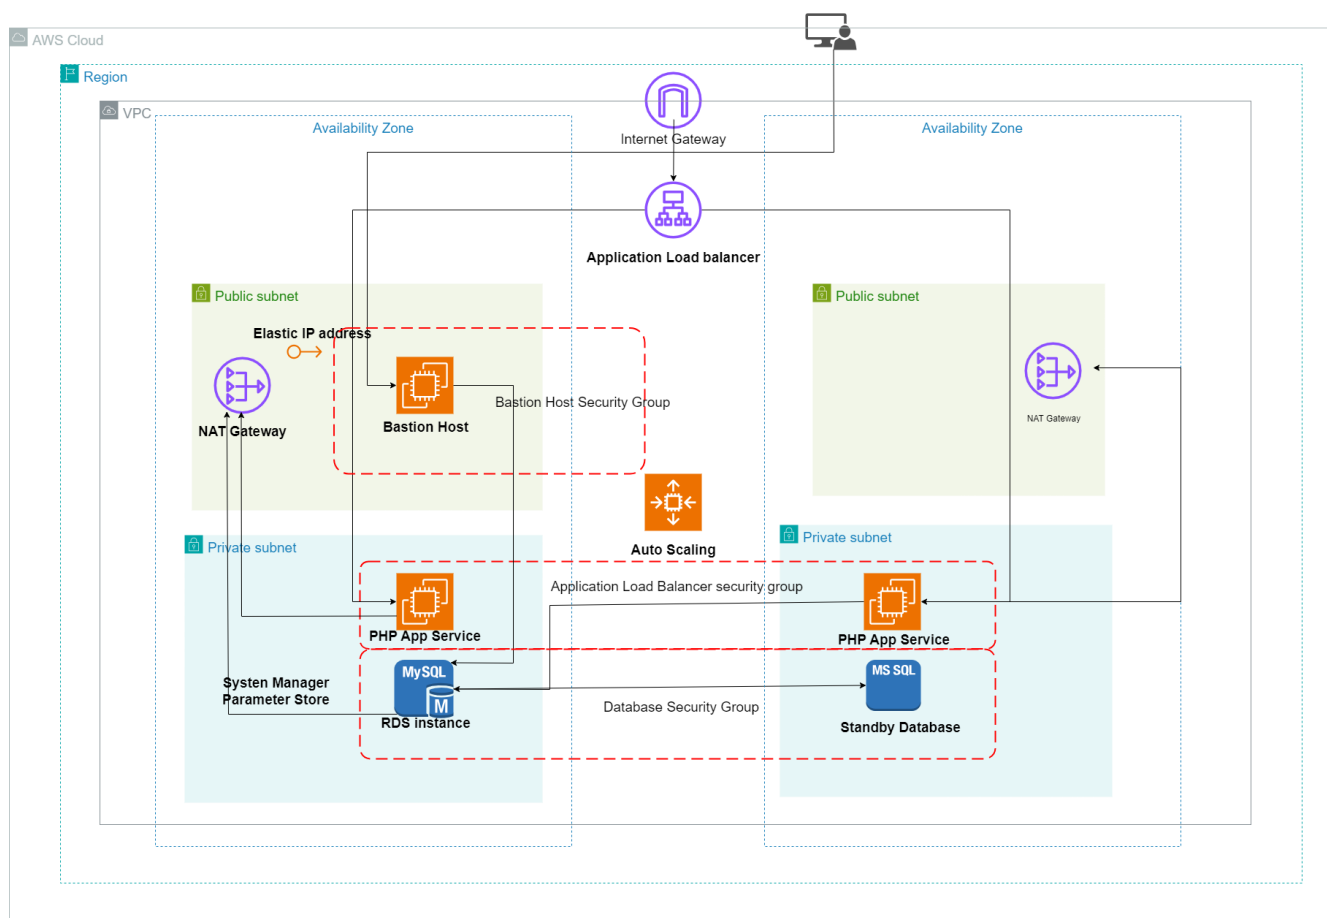 AWS Cloud
Region
VPC
Availability Zone
Availability Zone
Internet Gateway
Application Load balancer
Public subnet
Public subnet
Elastic IP address
NAT Gateway
Bastion Host
Bastion Host Security Group
NAT Gateway
Auto Scaling
Private subnet
Private subnet
Application Load Balancer security group
PHP App Service
PHP App Service
MySQL
M
RDS instance
MS SQL
Standby Database
Systen Manager
Parameter Store
Database Security Group